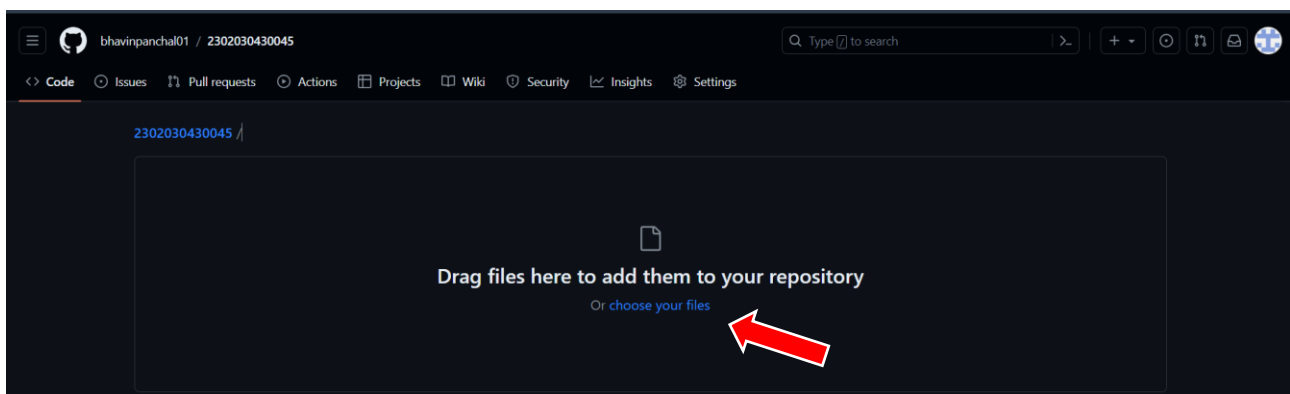 bhavinpanchal01 / 2302030430045
Type / to search
Code Issues Pull requests Actions Projects Wiki Security Insights Settings
2302030430045 /
Drag files here to add them to your repository
Or choose your files